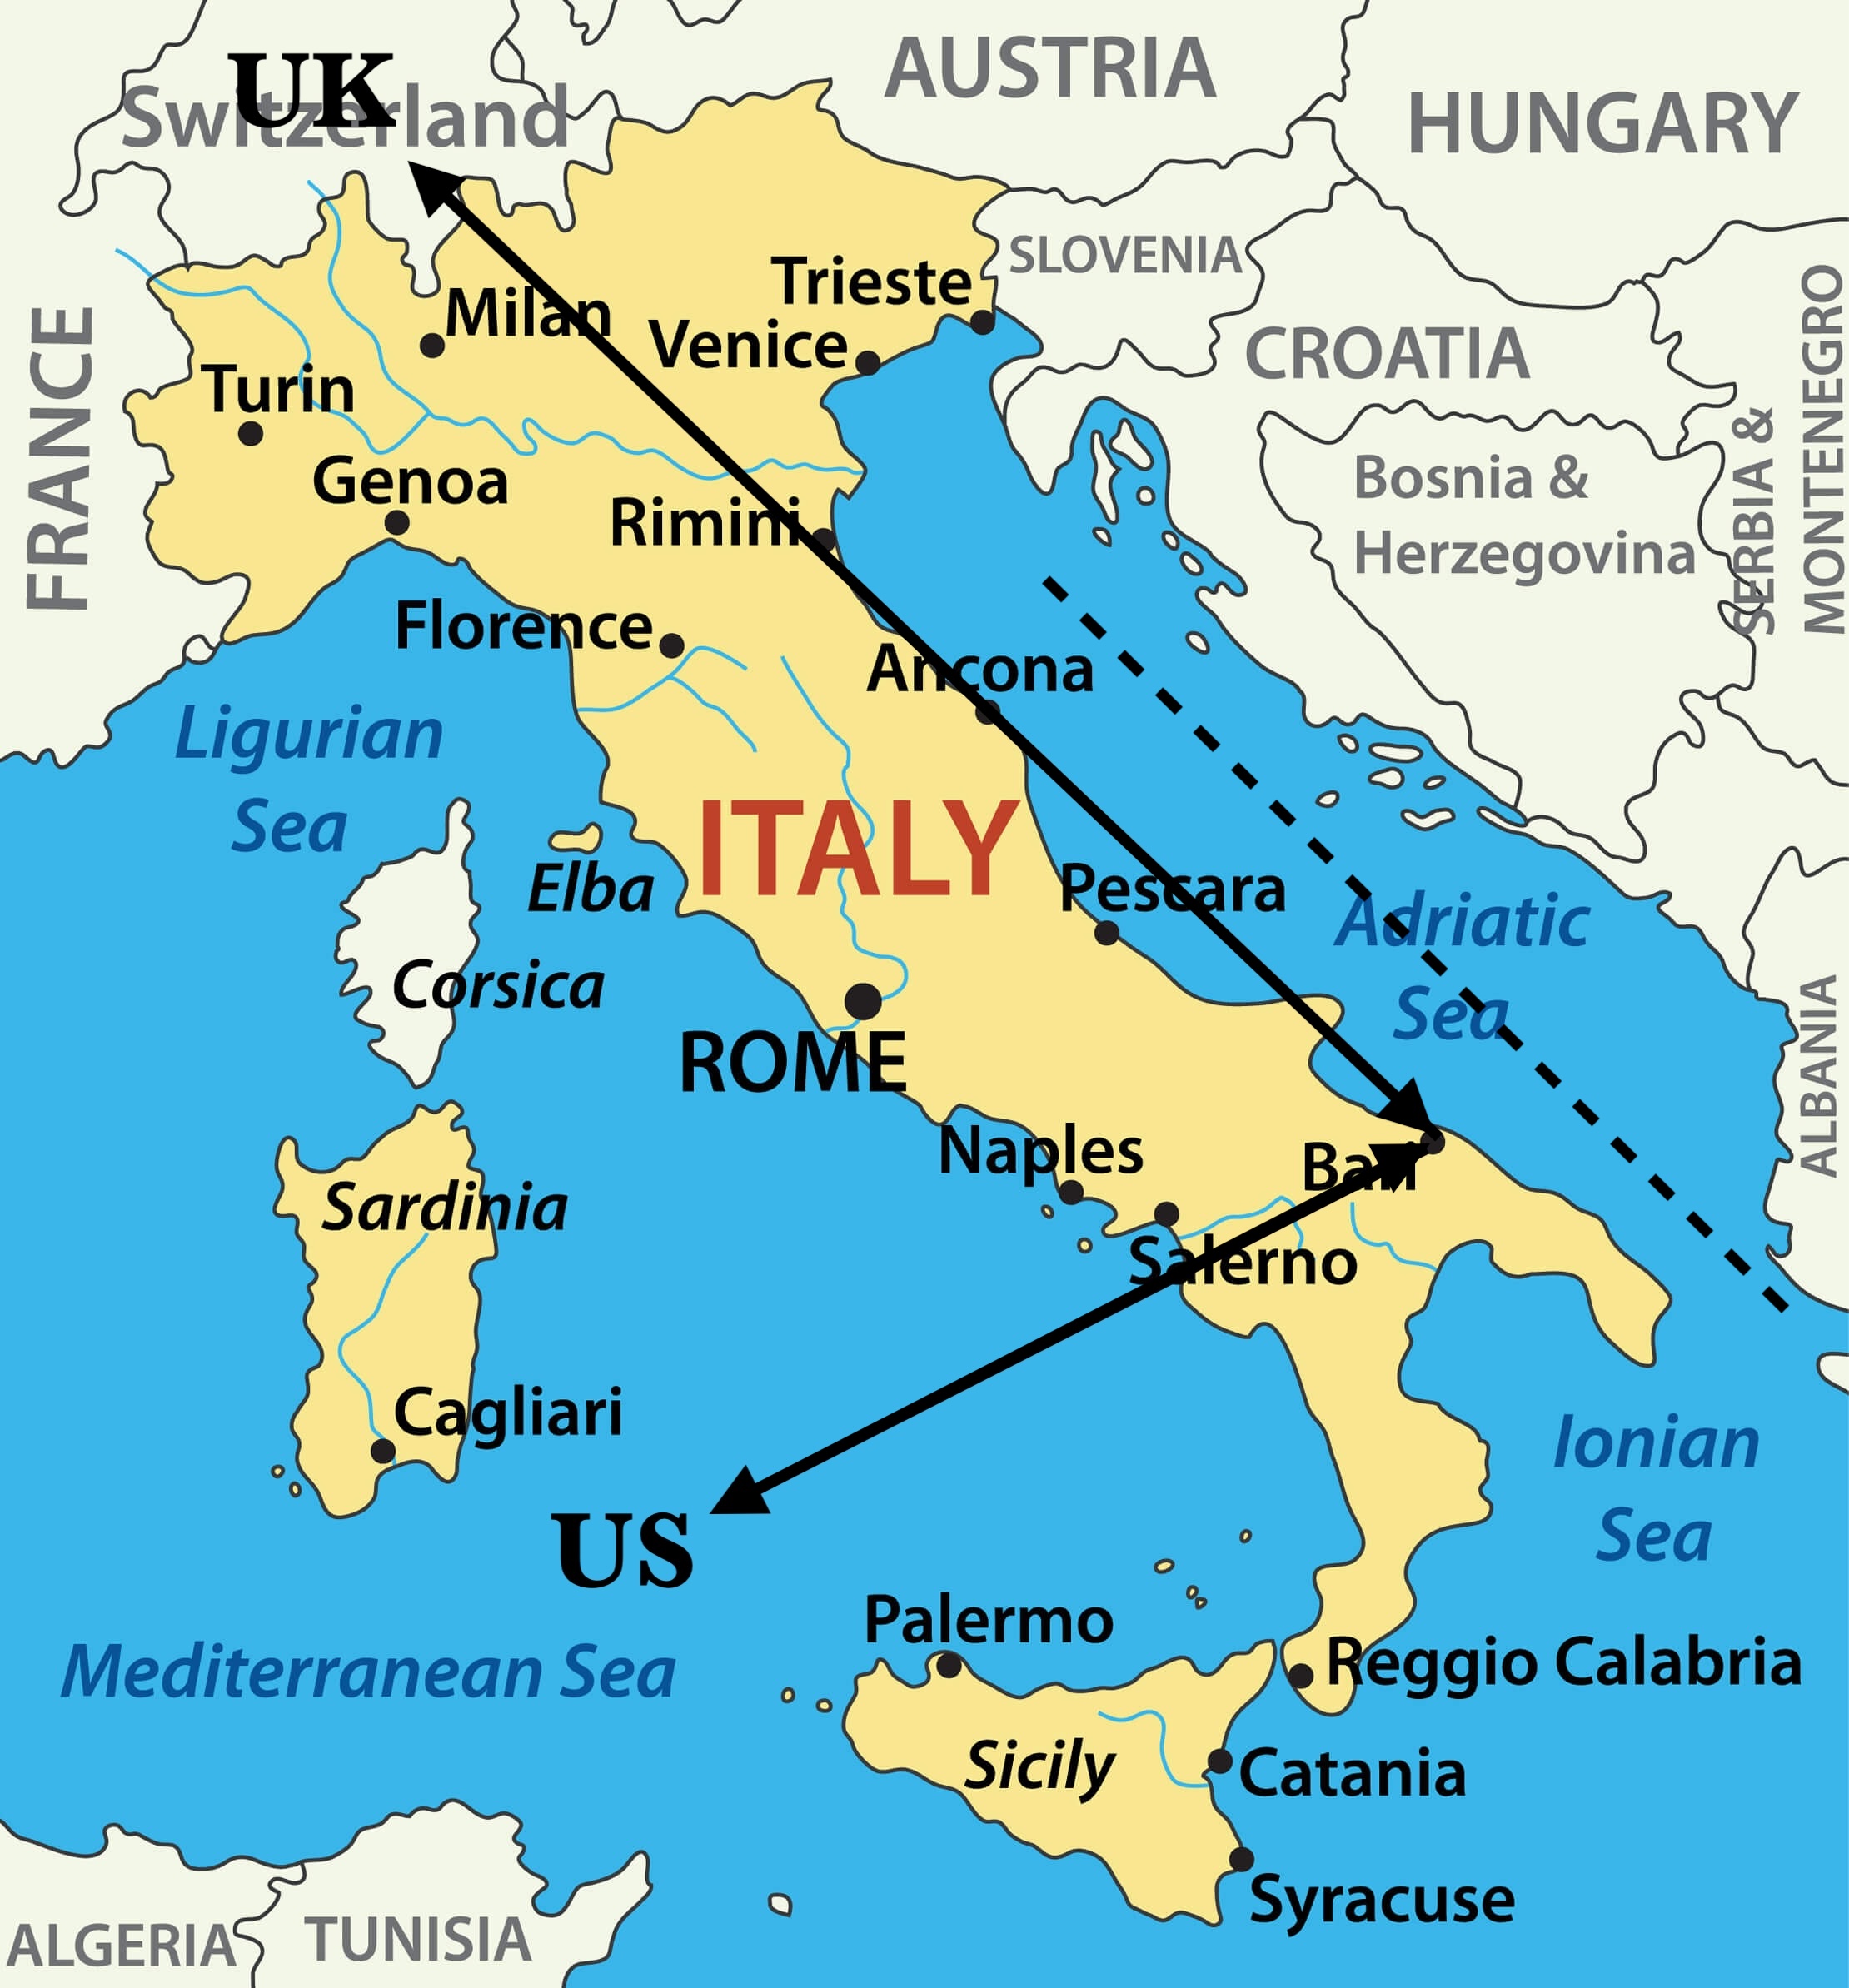 UK
Switzerland
AUSTRIA
HUNGARY
SLOVENIA
Trieste
Milan
Venice
CROATIA
SERBIA &
MONTENEGRO
FRANCE
Turin
Genoa
Rimini
Bosnia &
Herzegovina
Florence
Ancona
Ligurian
Sea
ITALY
Elba
Pescara
Adriatic
Sea
Corsica
ROME
ALBANIA
Naples
Bari
Sardinia
Salerno
Cagliari
Ionian
Sea
US
Palermo
Mediterranean Sea
Reggio Calabria
Sicily
Catania
Syracuse
ALGERIA
TUNISIA